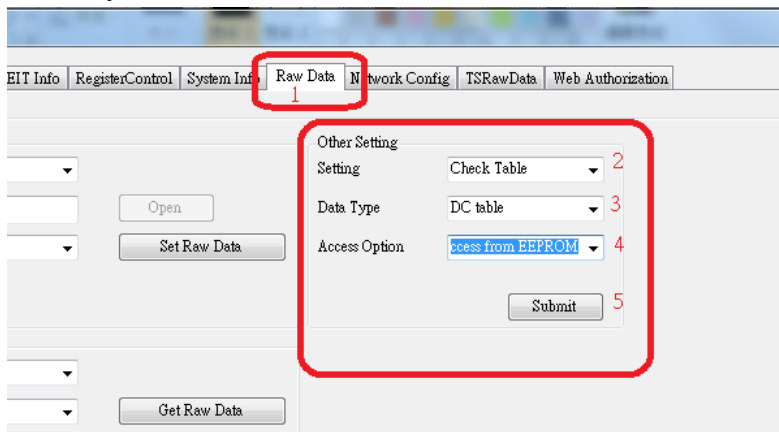 EIT Info RegisterControl System Info Raw Data Network Config TSRawData Web Authorization
1
Other Setting
Setting Check Table 2
Open Data Type DC table 3
Set Raw Data Access Option ccess from EEPROM 4
Submit 5
Get Raw Data